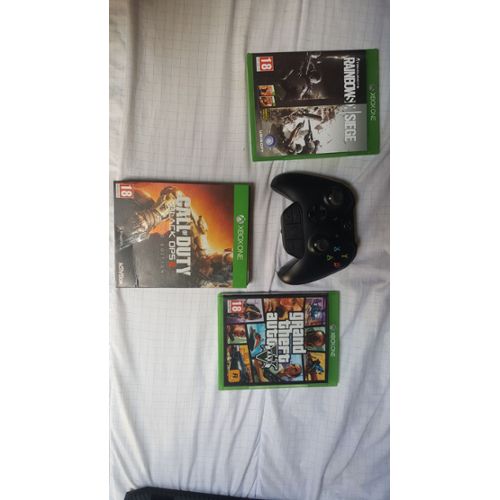 XBOX ONE
RAINBOW SIX
SIEGE
UBISOFT
18
XBOX ONE
CALL OF DUTY
BLACK OPS
18
ACTIVISION
XBOX ONE
grand
theft
auto
V
18
R
X
Y
A
B